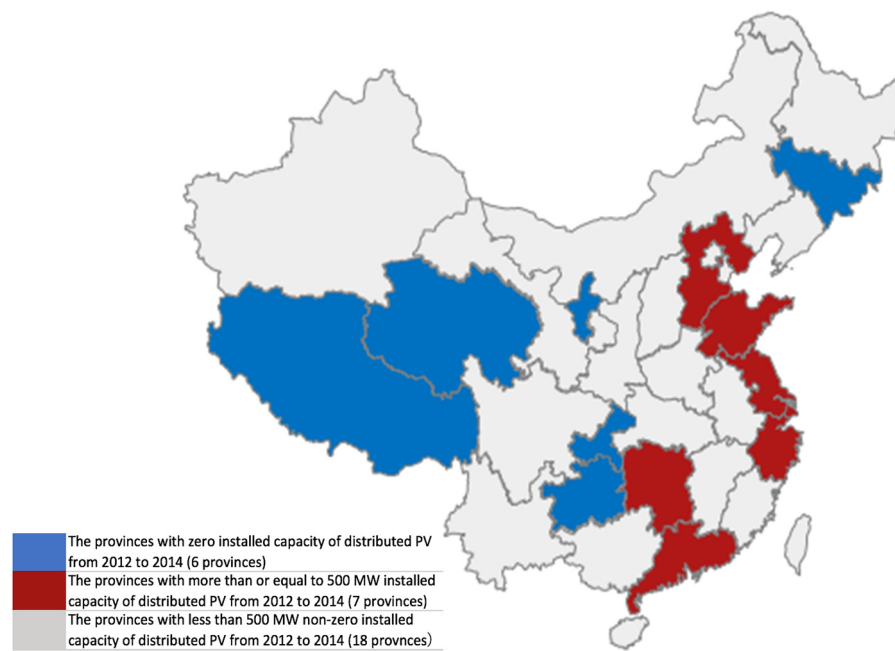 The provinces with zero installed capacity of distributed PV
from 2012 to 2014 (6 provinces)
The provinces with more than or equal to 500 MW installed
capacity of distributed PV from 2012 to 2014 (7 provinces)
The provinces with less than 500 MW non-zero installed
capacity of distributed PV from 2012 to 2014 (18 provnces)